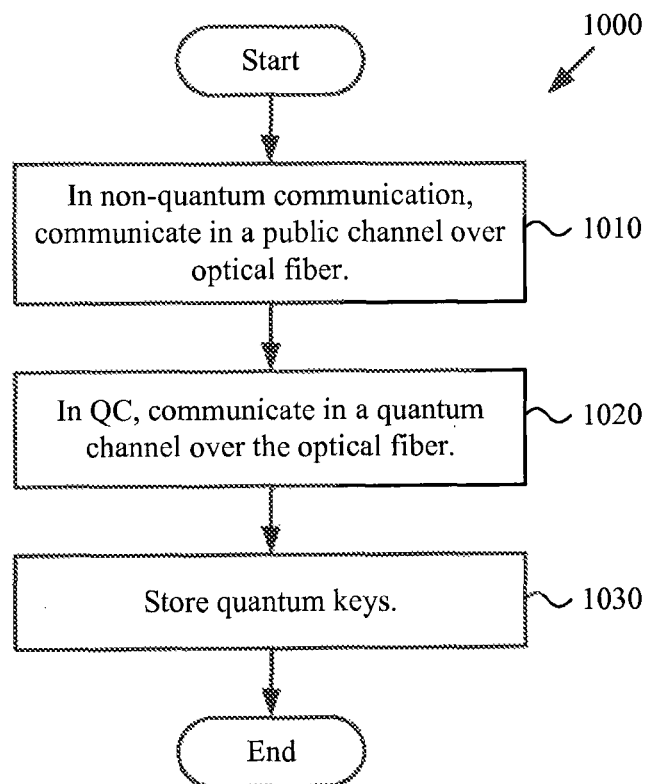 1000
Start
In non-quantum communication,
communicate in a public channel over
optical fiber.
1010
In QC, communicate in a quantum
channel over the optical fiber.
1020
Store quantum keys.
1030
End